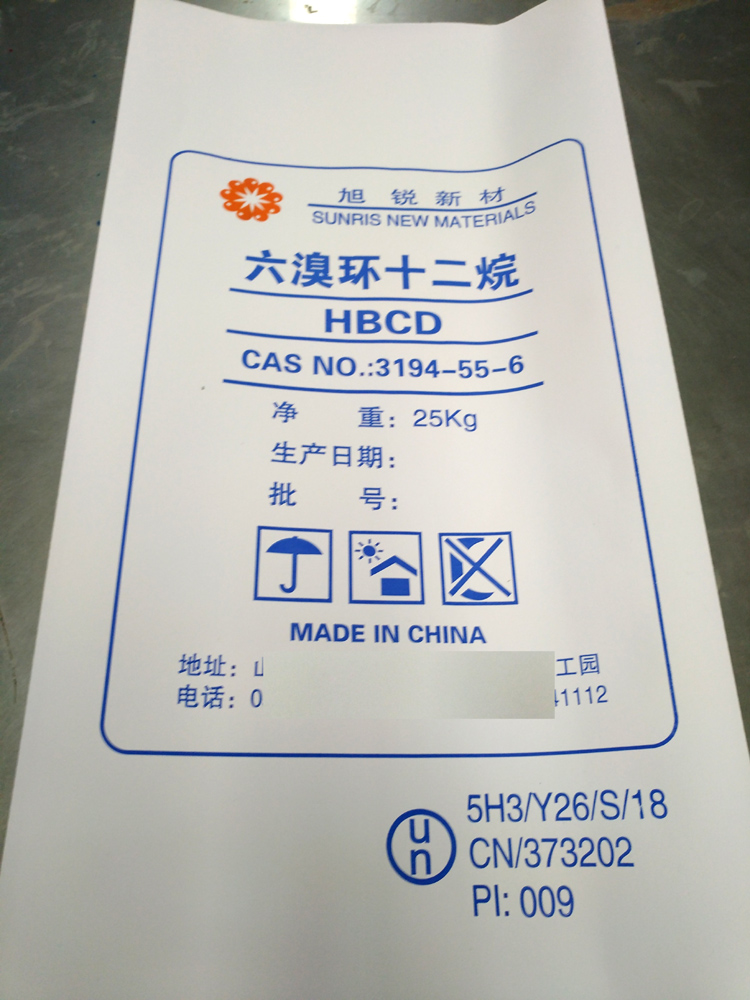 旭锐新材
SUNRIS NEW MATERIALS
六溴环十二烷
HBCD
CAS NO.:3194-55-6
净 重：25Kg
生产日期：
批 号：
MADE IN CHINA
地址：山 工园
电话：0 41112
un
5H3/Y26/S/18
CN/373202
PI: 009